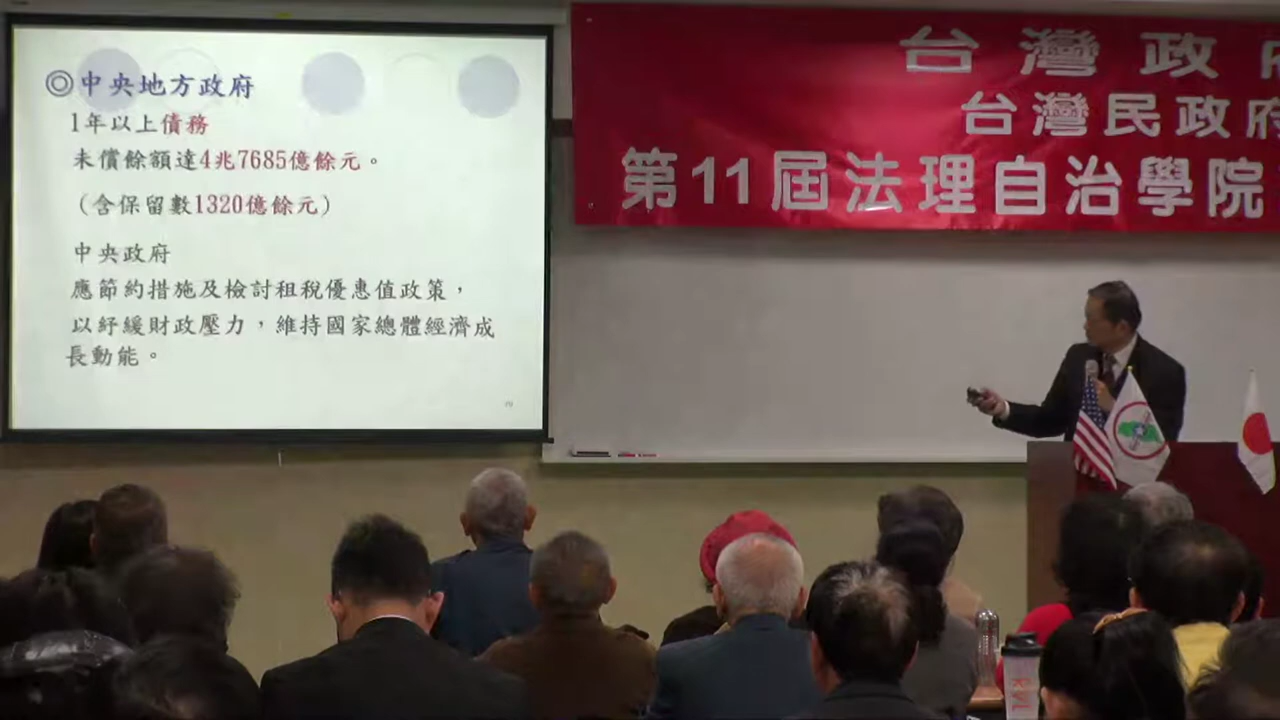 ◎中央地方政府
1年以上債務
未償餘額達4兆7685億餘元。
(含保留數1320億餘元)
中央政府
應節約措施及檢討租稅優惠值政策，
以紓緩財政壓力，維持國家總體經濟成
長動能。
台灣政府
台灣民政府
第11屆法理自治學院
RVL